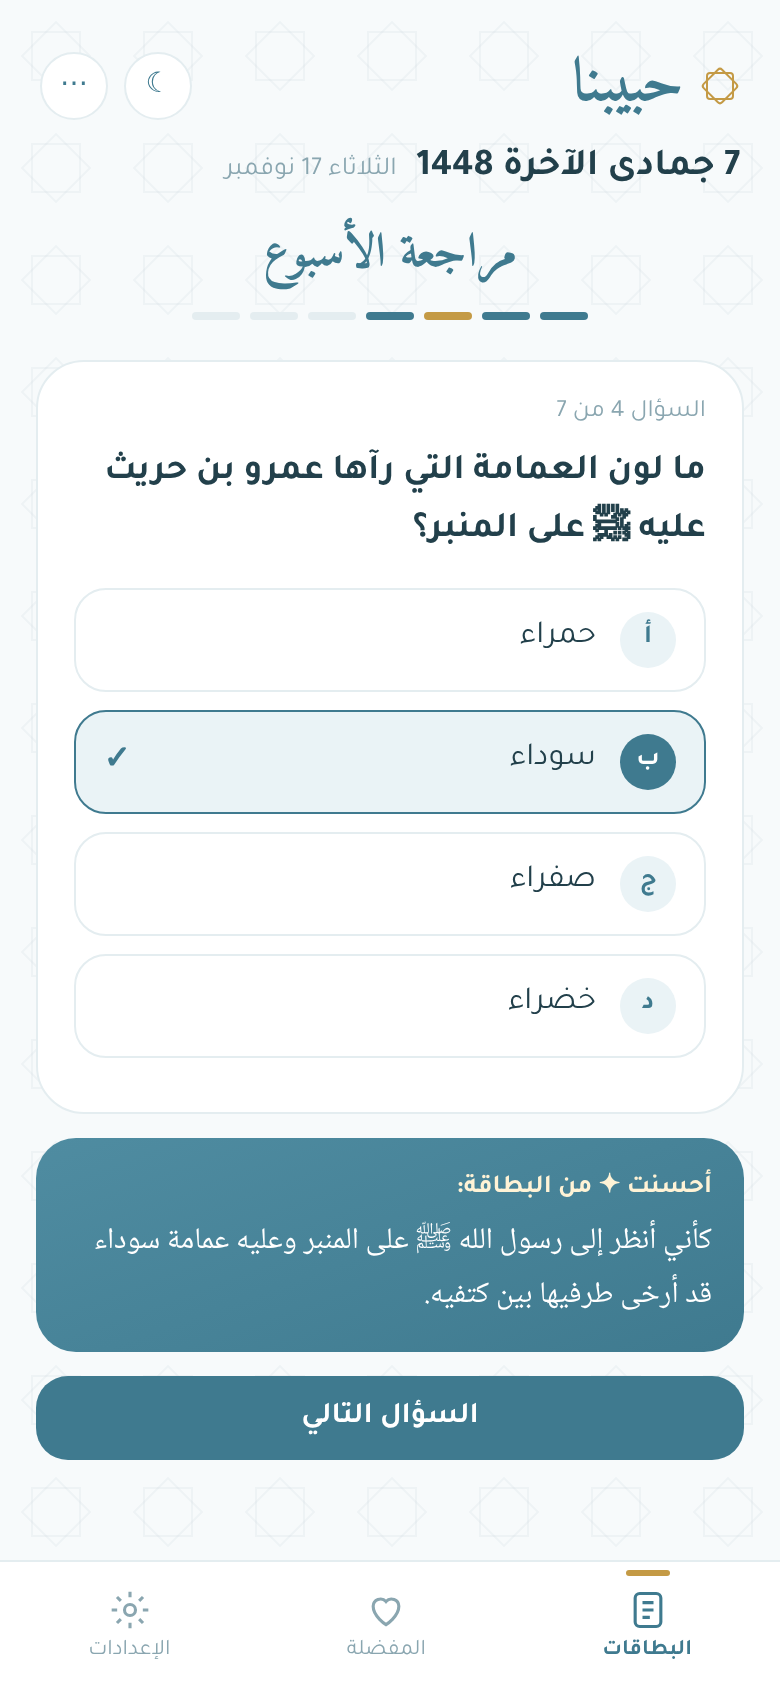 حبيبنا
7 جمادى الآخرة 1448 الثلاثاء 17 نوفمبر
مراجعة الأسبوع
السؤال 4 من 7
ما لون العمامة التي رآها عمرو بن حريث
عليه ﷺ على المنبر؟
أ حمراء
ب سوداء ✓
ج صفراء
د خضراء
أحسنت ✦ من البطاقة:
كأني أنظر إلى رسول الله ﷺ على المنبر وعليه عمامة سوداء
قد أرخى طرفيها بين كتفيه.
السؤال التالي
البطاقات المفضلة الإعدادات